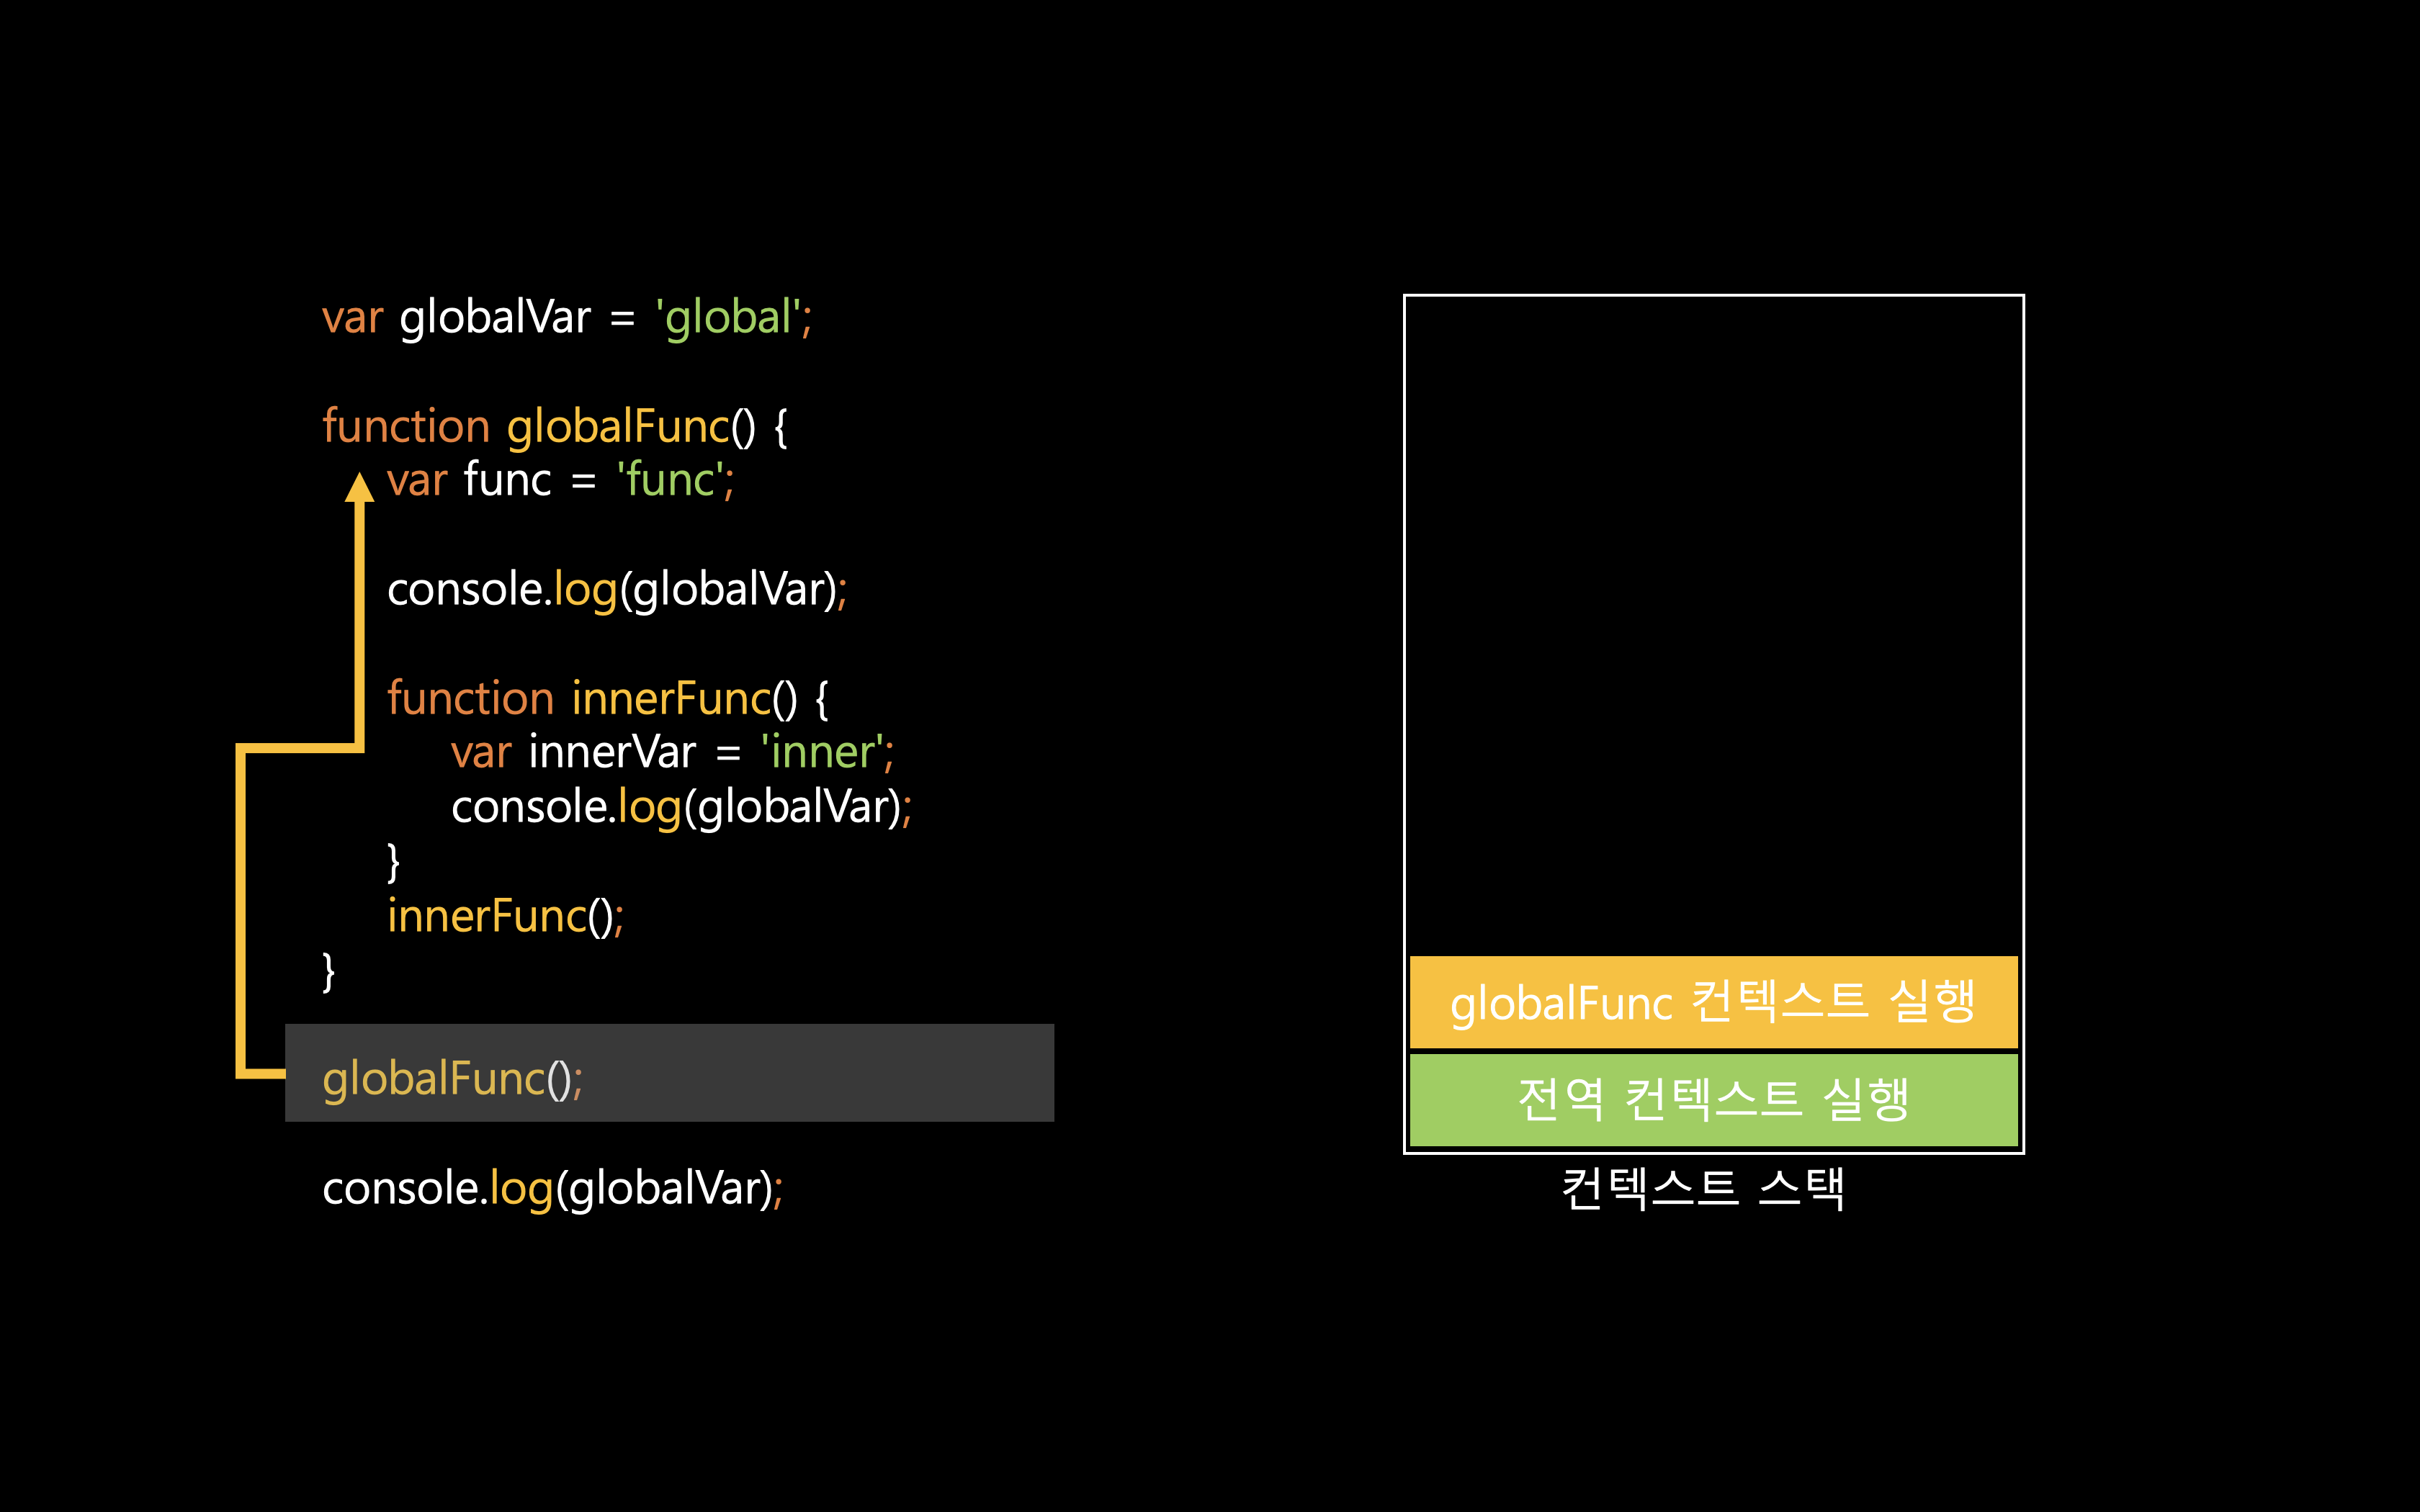 var globalVar = 'global';
function globalFunc() {
var func = 'func';
console.log(globalVar);
function innerFunc() {
var innerVar = 'inner';
console.log(globalVar);
}
innerFunc();
}
globalFunc();
console.log(globalVar);
globalFunc 컨텍스트 실행
전역 컨텍스트 실행
컨텍스트 스택